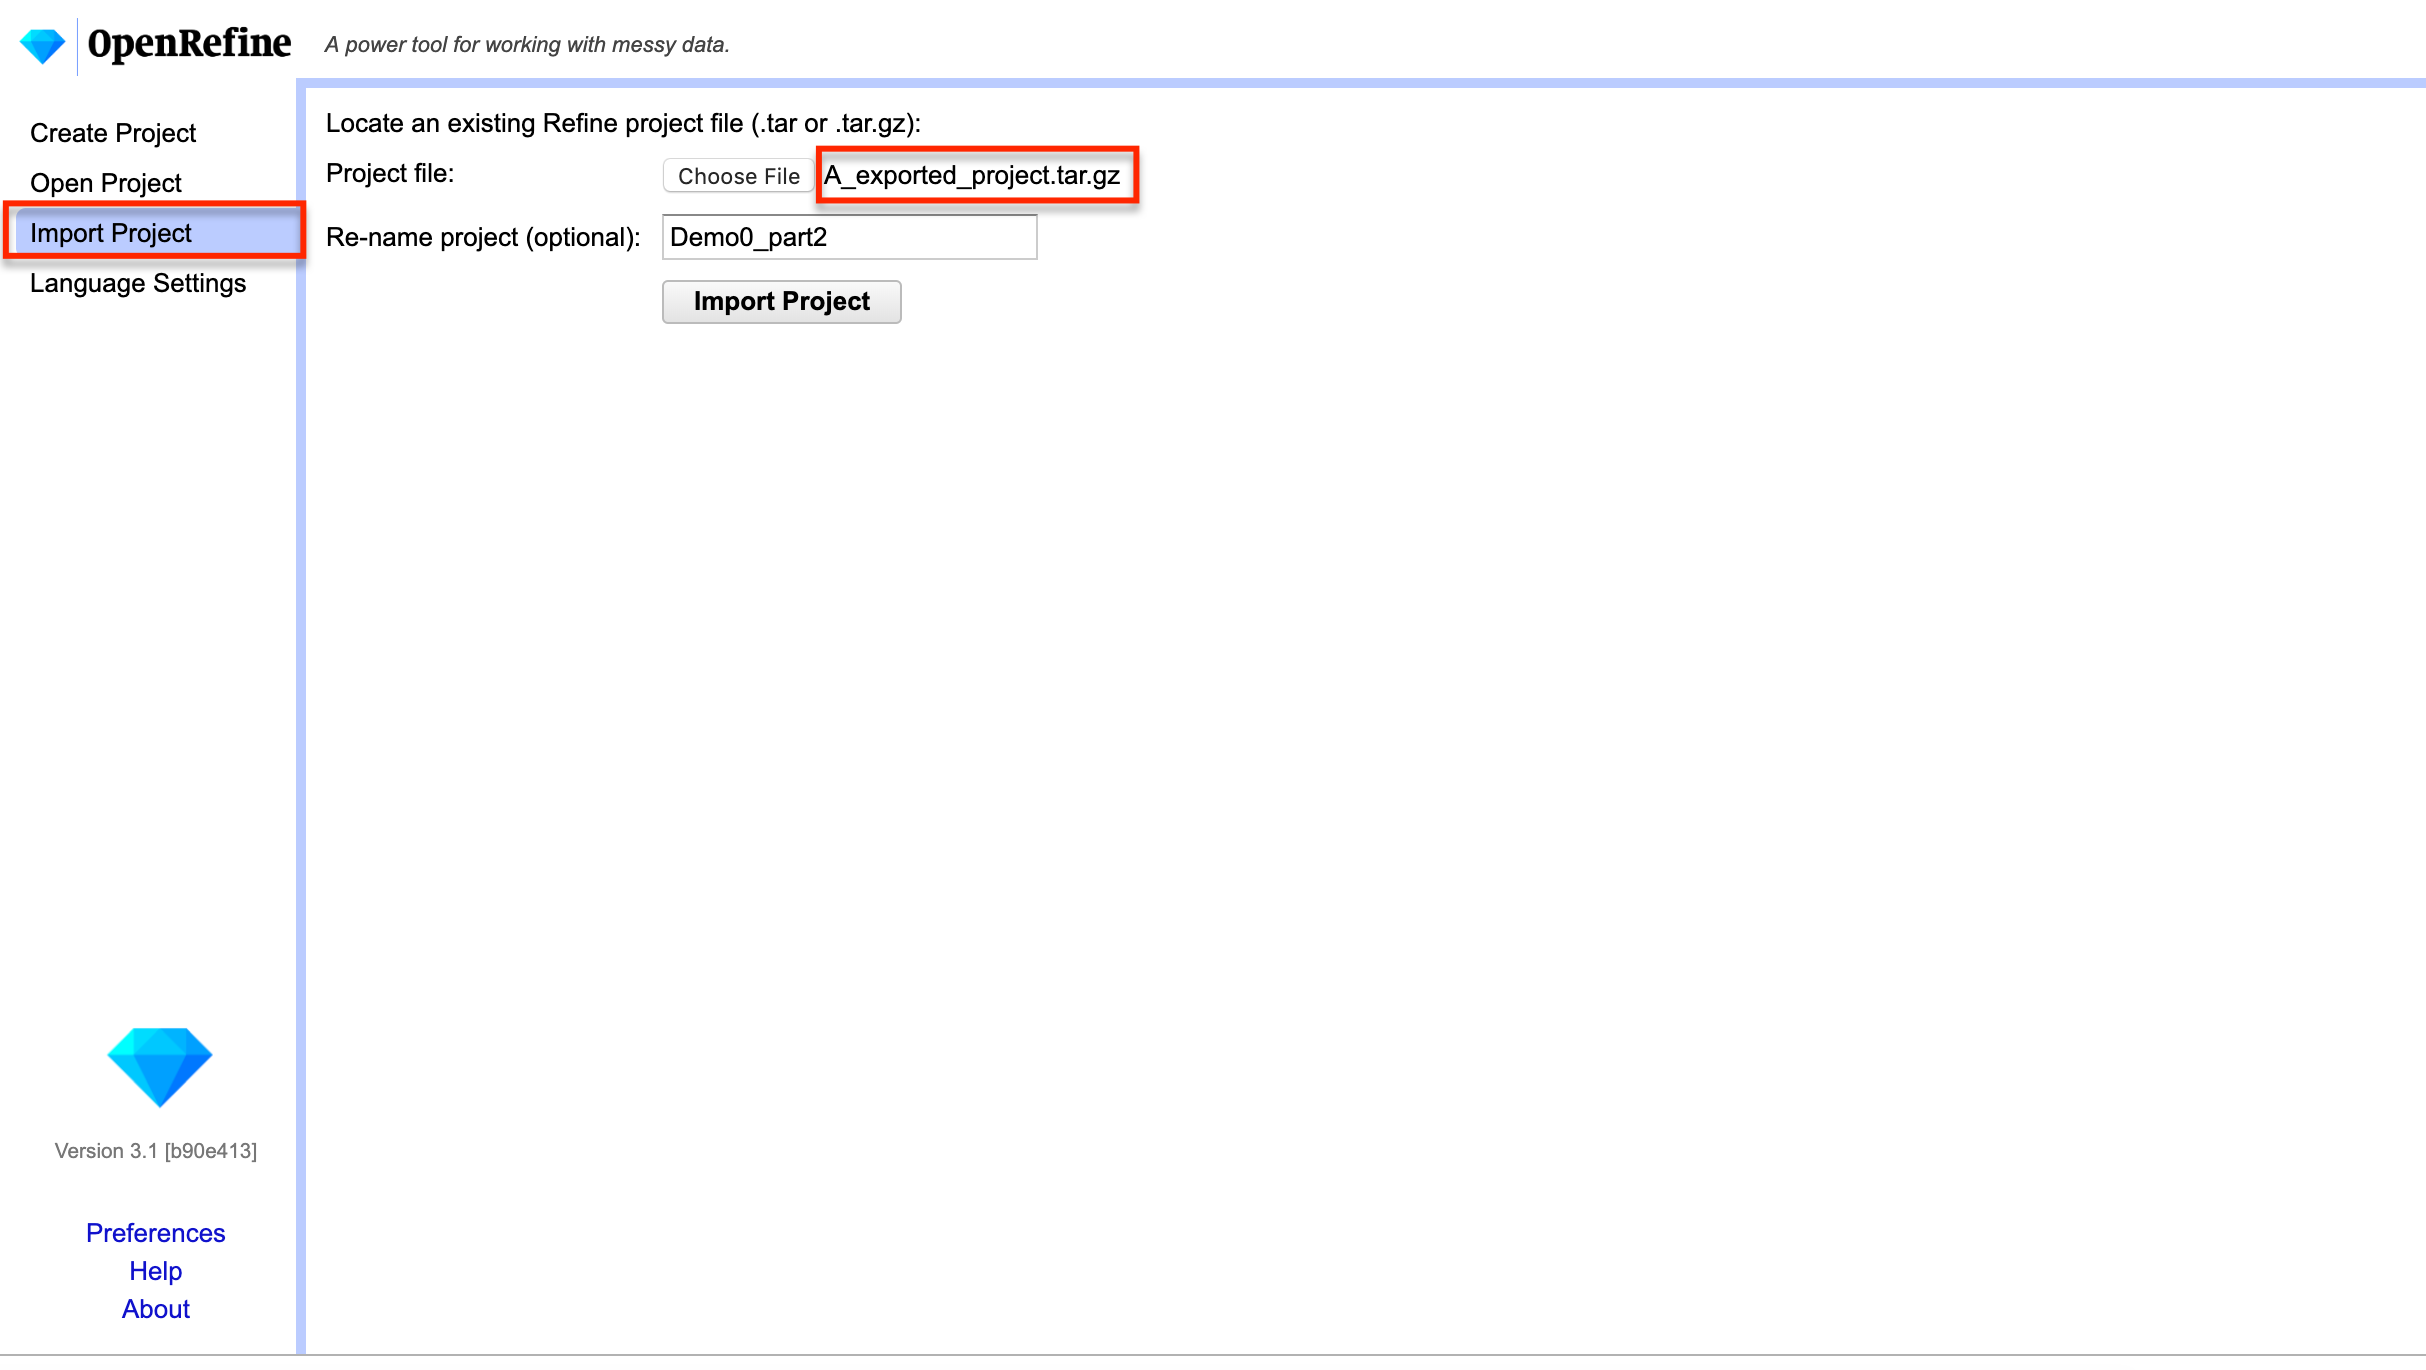 OpenRefine A power tool for working with messy data.
Create Project
Open Project
Import Project
Language Settings
Locate an existing Refine project file (.tar or .tar.gz):
Project file: Choose File A_exported_project.tar.gz
Re-name project (optional): Demo0_part2
Import Project
Version 3.1 [b90e413]
Preferences
Help
About